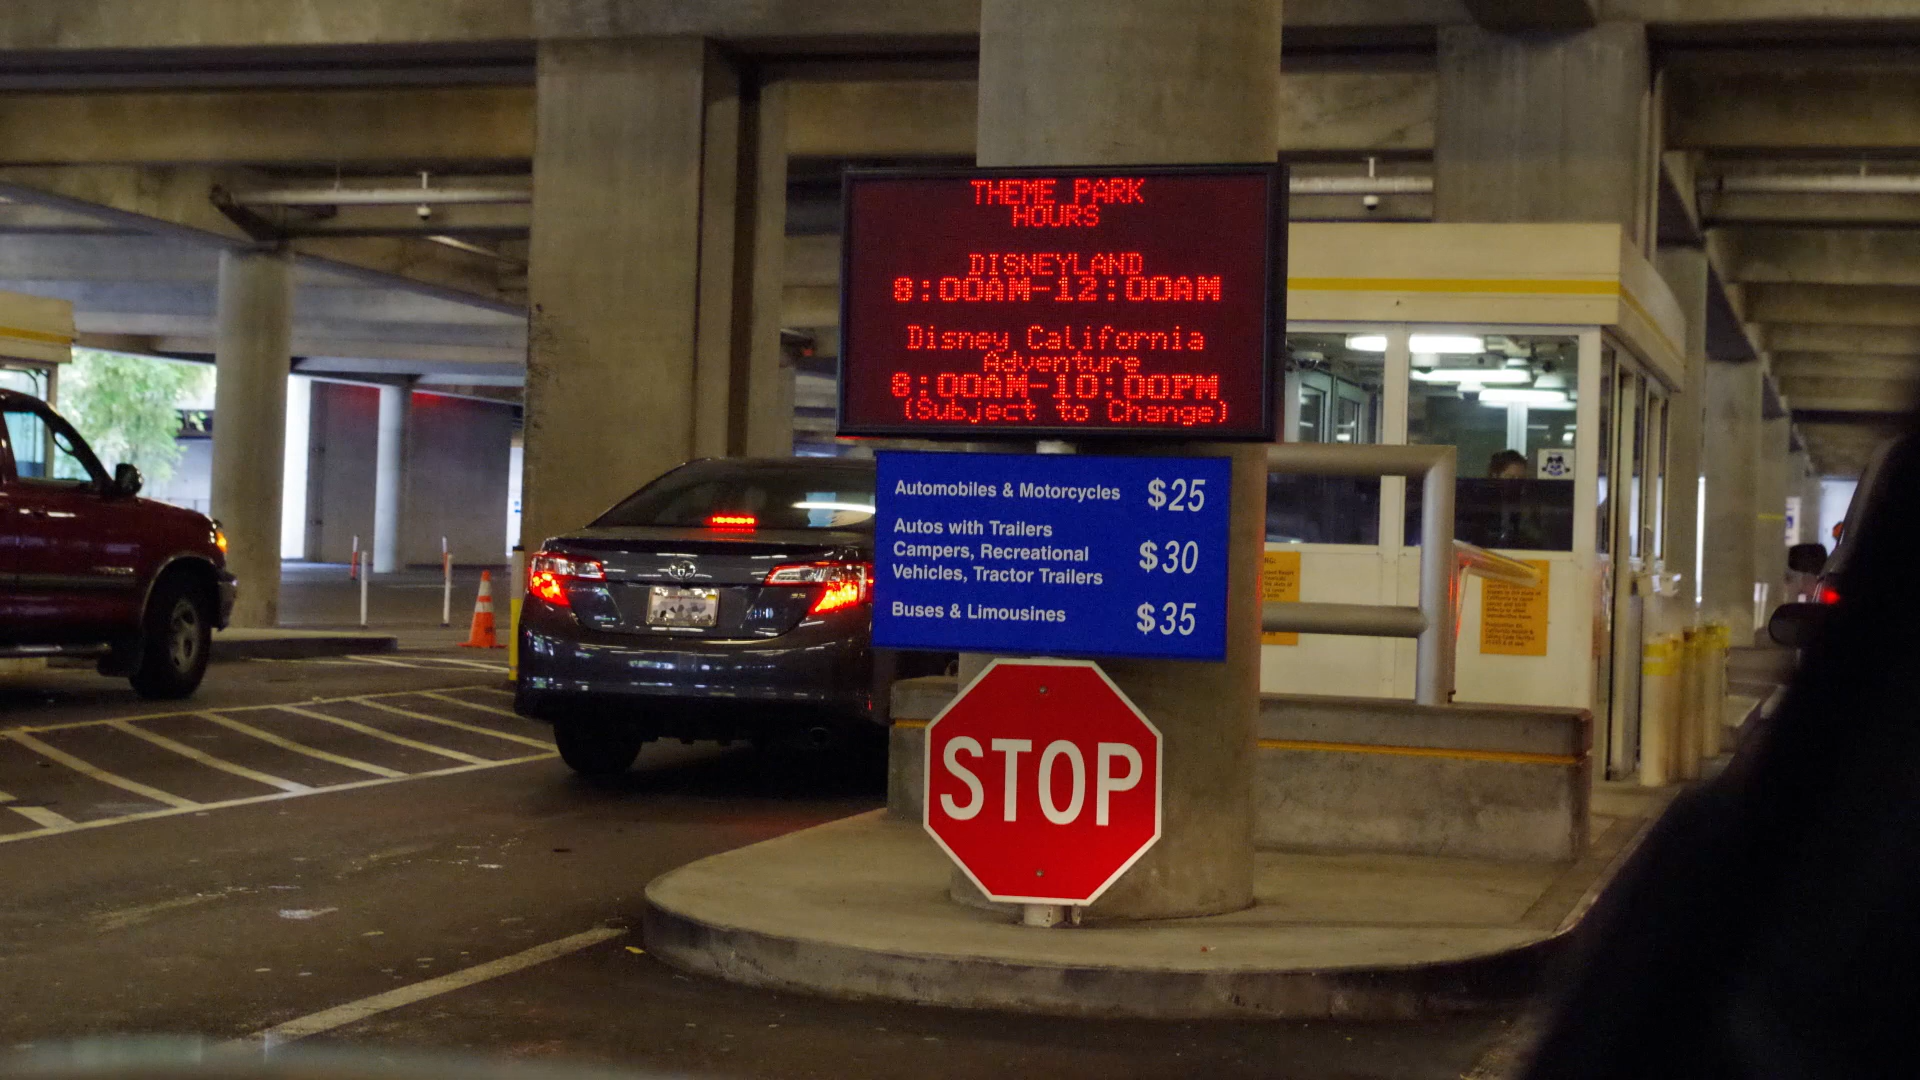 THEME PARK
HOURS
DISNEYLAND
8:00AM-12:00AM
Disney California
Adventure
8:00AM-10:00PM
(Subject to Change)
Automobiles & Motorcycles $25
Autos with Trailers
Campers, Recreational $30
Vehicles, Tractor Trailers
Buses & Limousines $35
STOP